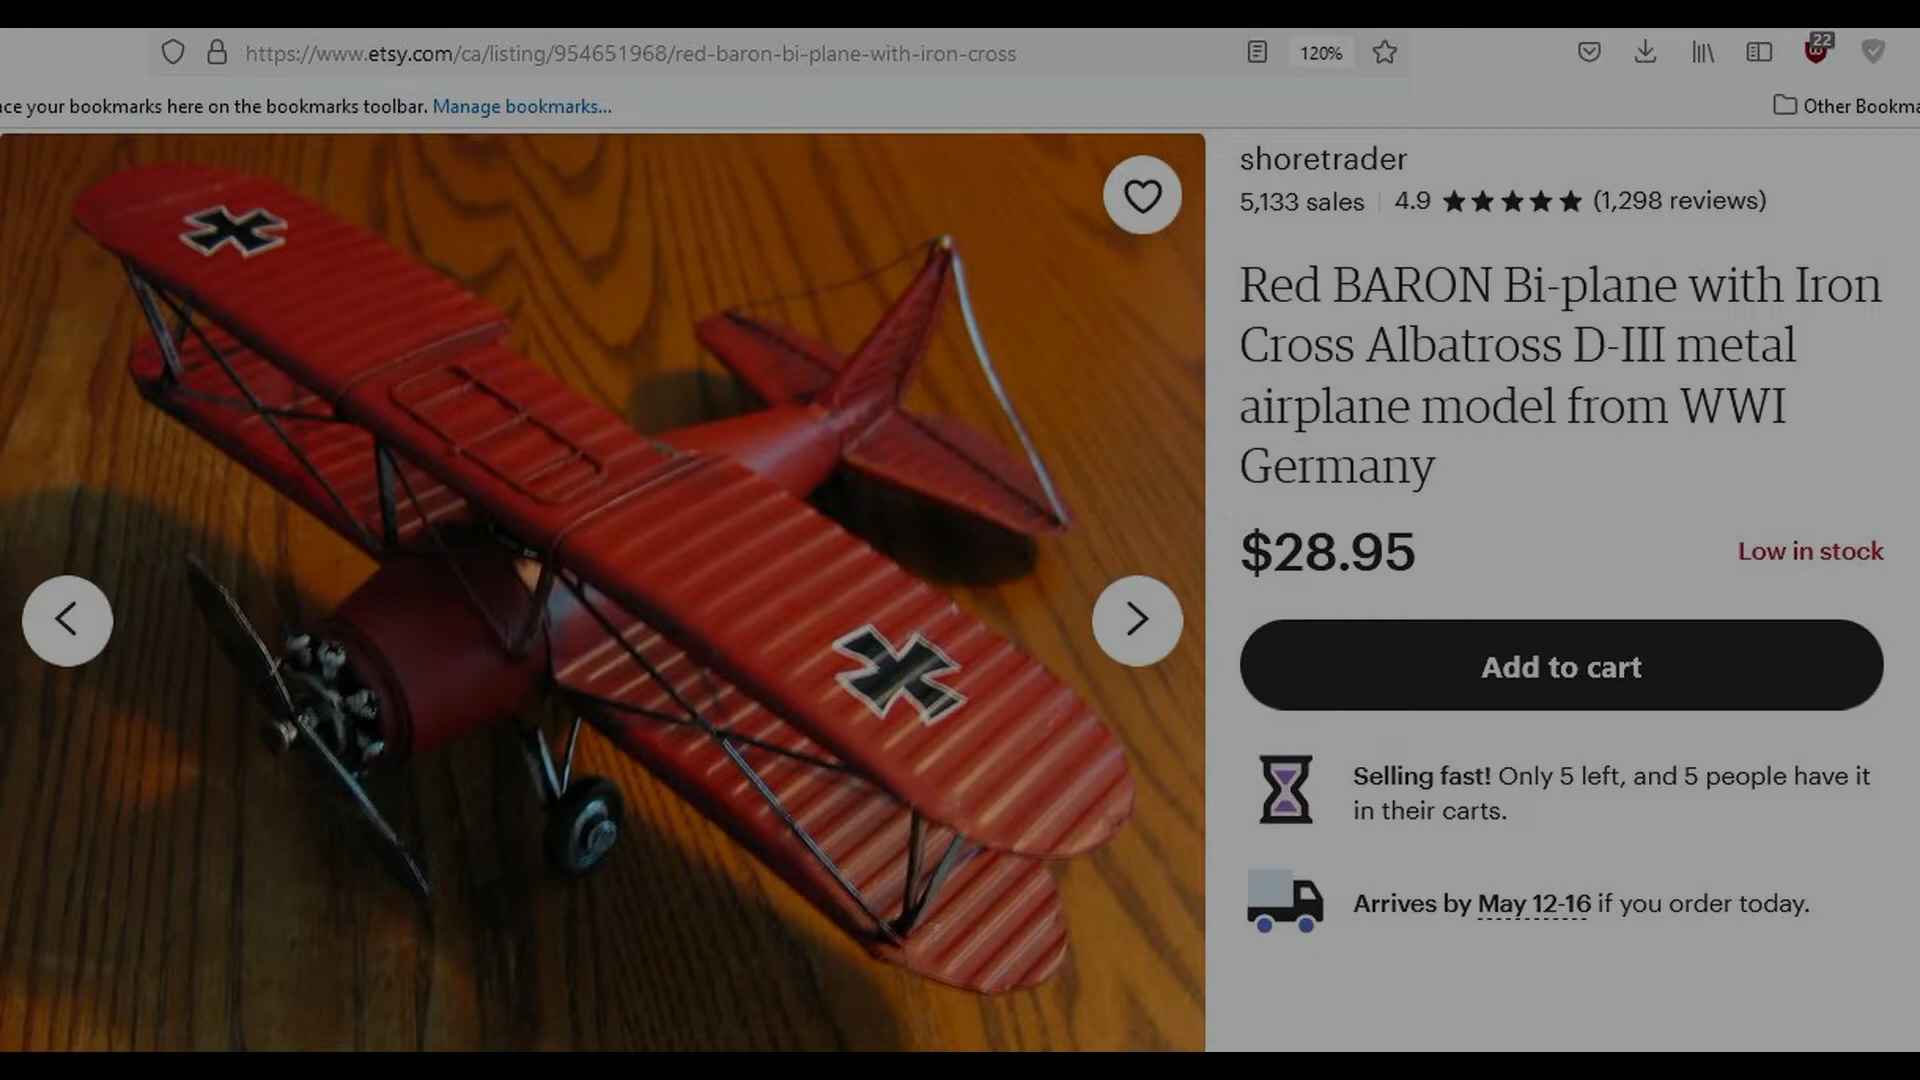 https://www.etsy.com/ca/listing/954651968/red-baron-bi-plane-with-iron-cross
120%
22
ace your bookmarks here on the bookmarks toolbar. Manage bookmarks...
Other Bookma
shoretrader
5,133 sales 4.9 ★★★★★ (1,298 reviews)
Red BARON Bi-plane with Iron
Cross Albatross D-III metal
airplane model from WWI
Germany
$28.95
Low in stock
Add to cart
Selling fast! Only 5 left, and 5 people have it
in their carts.
Arrives by May 12-16 if you order today.